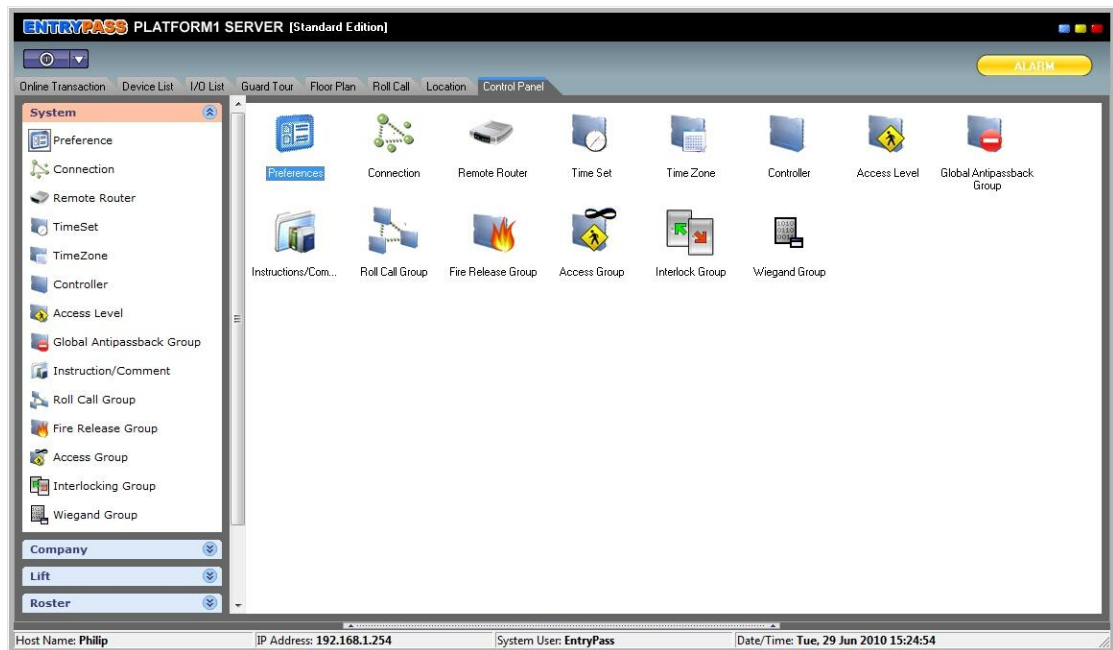 ENTRYPASS PLATFORM1 SERVER [Standard Edition]
ALARM
Online Transaction Device List I/O List Guard Tour Floor Plan Roll Call Location Control Panel
System
Preference
Connection
Remote Router
TimeSet
TimeZone
Controller
Access Level
Global Antipassback Group
Instruction/Comment
Roll Call Group
Fire Release Group
Access Group
Interlocking Group
Wiegand Group
Company
Lift
Roster
Preferences Connection Remote Router Time Set Time Zone Controller Access Level Global Antipassback
Group
Instructions/Com... Roll Call Group Fire Release Group Access Group Interlock Group Wiegand Group
Host Name: Philip IP Address: 192.168.1.254 System User: EntryPass Date/Time: Tue, 29 Jun 2010 15:24:54